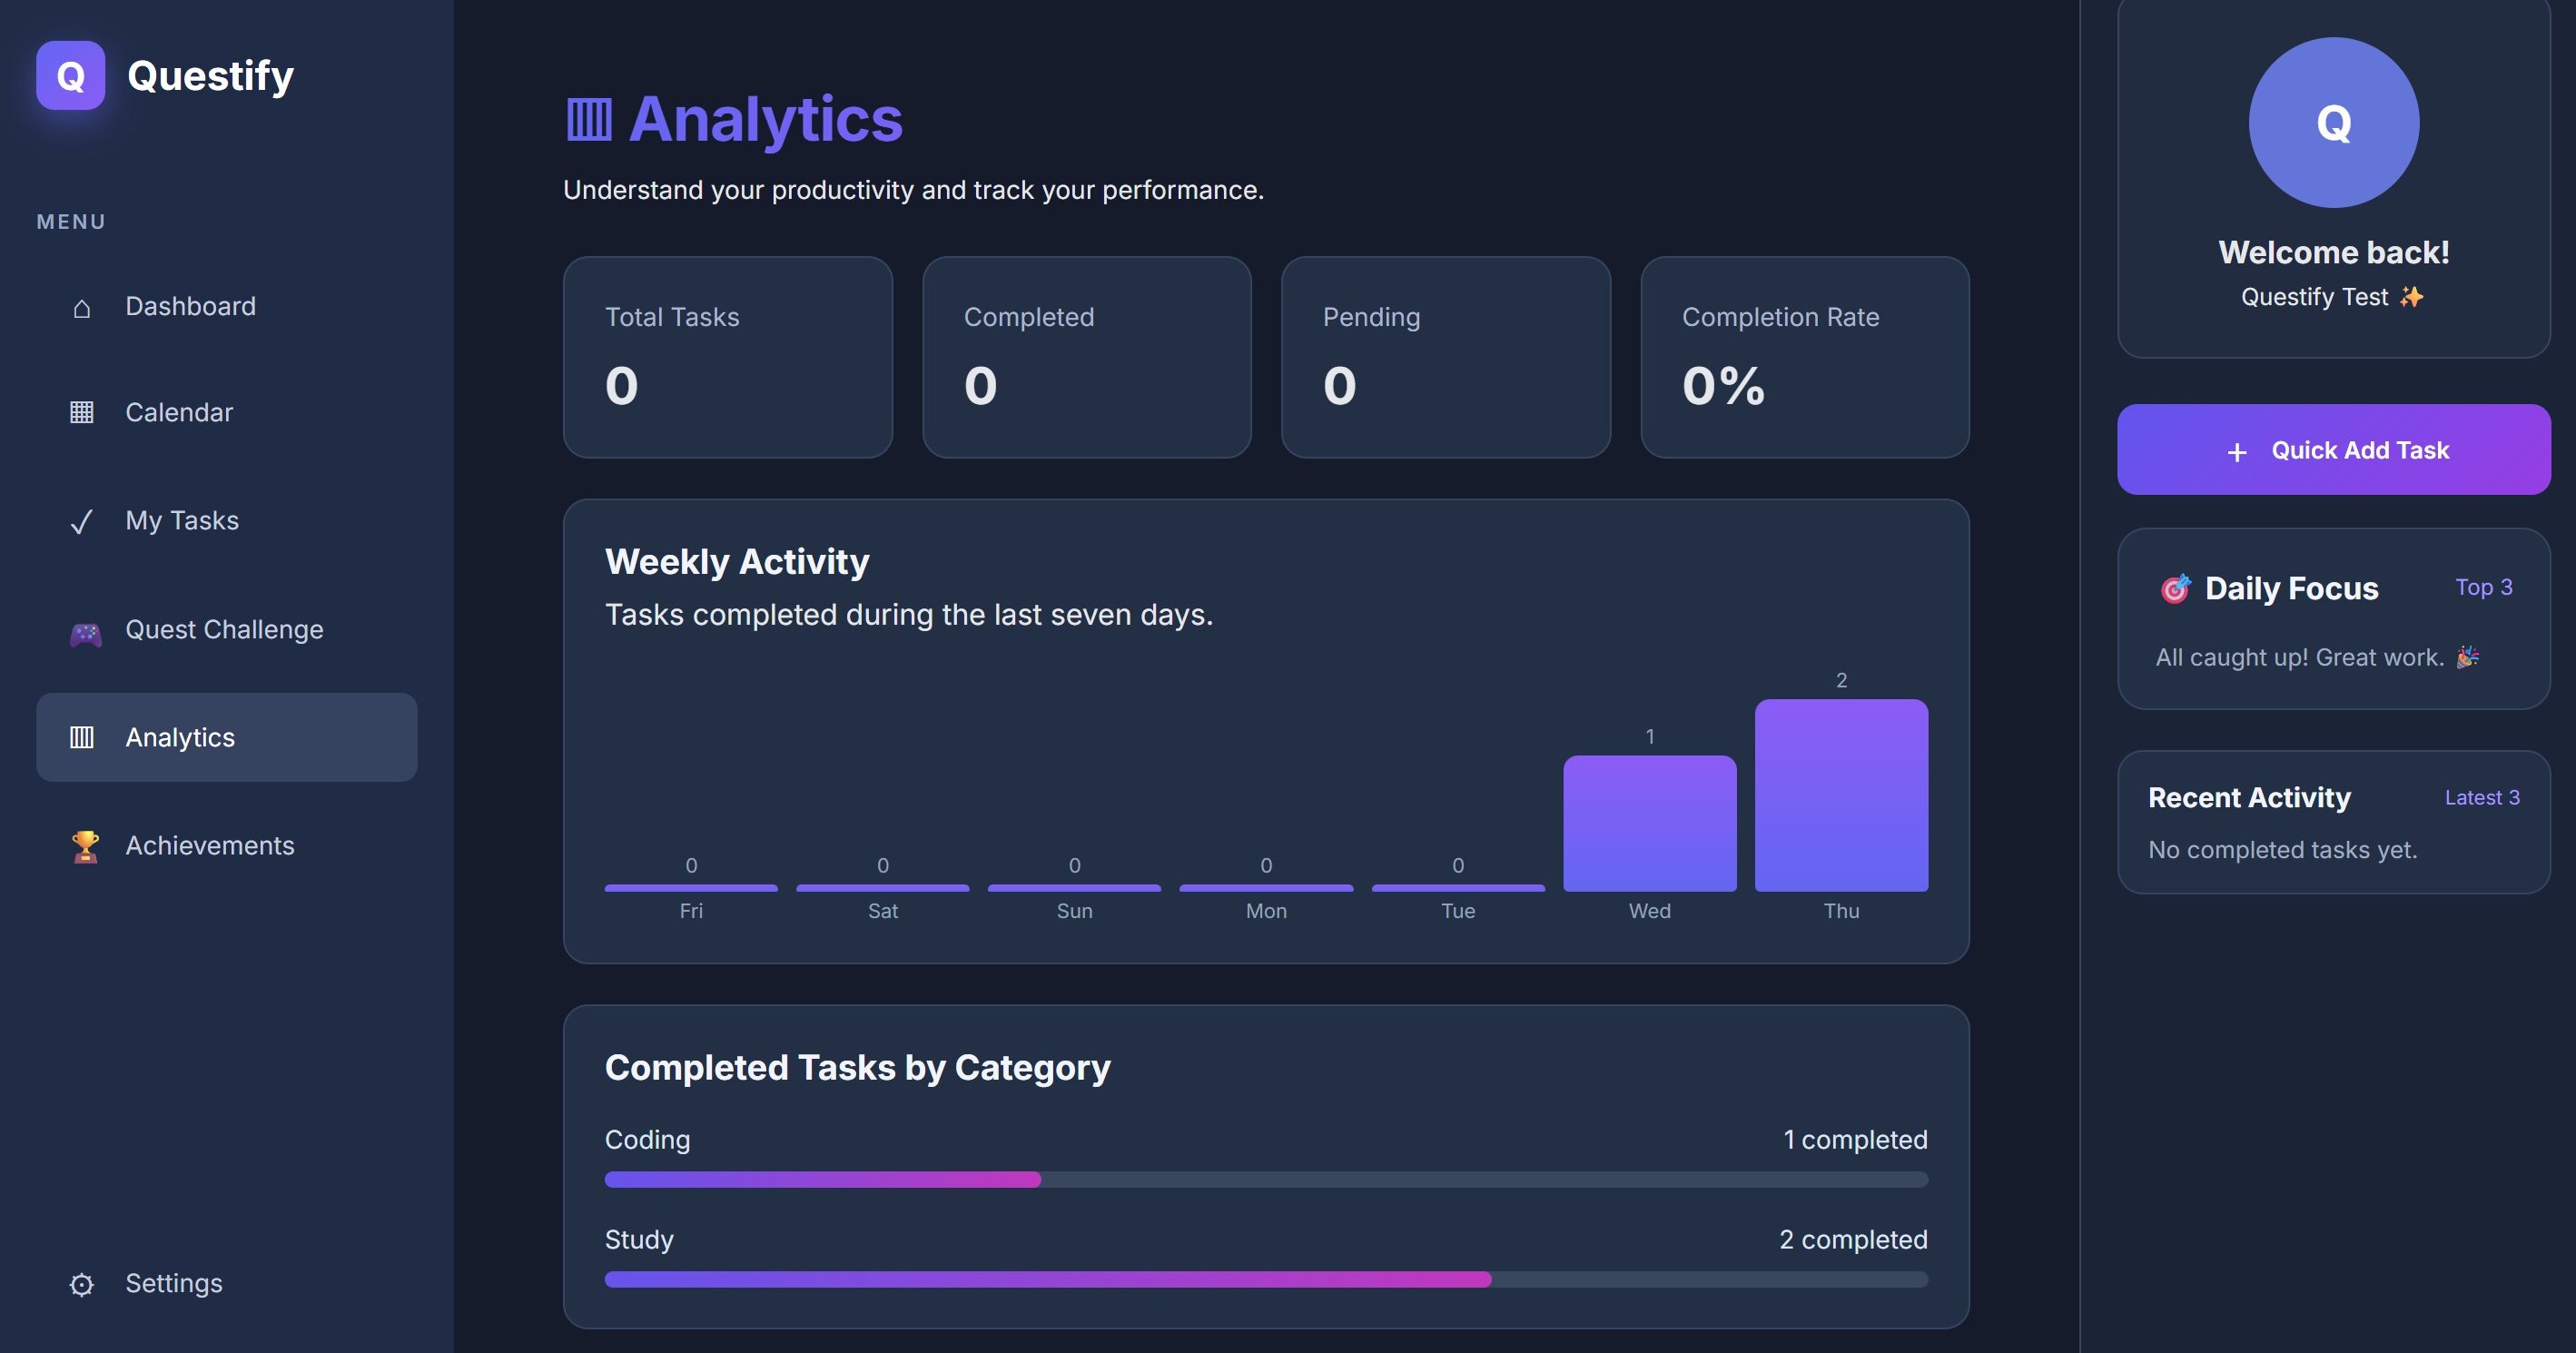 Q Questify
MENU
Dashboard
Calendar
My Tasks
Quest Challenge
Analytics
Achievements
Settings
Analytics
Understand your productivity and track your performance.
Total Tasks
0
Completed
0
Pending
0
Completion Rate
0%
Weekly Activity
Tasks completed during the last seven days.
0 0 0 0 0 1 2
Fri Sat Sun Mon Tue Wed Thu
Completed Tasks by Category
Coding 1 completed
Study 2 completed
Q
Welcome back!
Questify Test ✨
+ Quick Add Task
🎯 Daily Focus Top 3
All caught up! Great work. 🎉
Recent Activity Latest 3
No completed tasks yet.